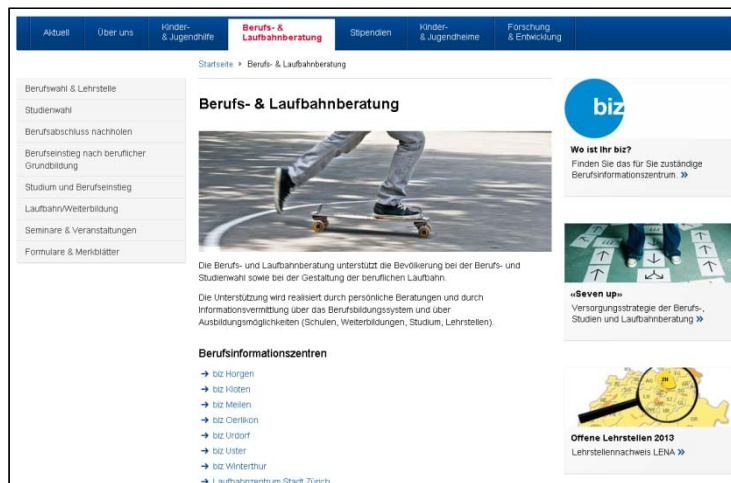 Aktuell
Über uns
Kinder-
& Jugendhilfe
Berufs- &
Laufbahnberatung
Stipendien
Kinder-
& Jugendheime
Forschung
& Entwicklung
Startseite ▸ Berufs- & Laufbahnberatung
Berufswahl & Lehrstelle
Studienwahl
Berufsabschluss nachholen
Berufseinstieg nach beruflicher
Grundbildung
Studium und Berufseinstieg
Laufbahn/Weiterbildung
Seminare & Veranstaltungen
Formulare & Merkblätter
Berufs- & Laufbahnberatung
Die Berufs- und Laufbahnberatung unterstützt die Bevölkerung bei der Berufs- und
Studienwahl sowie bei der Gestaltung der beruflichen Laufbahn.
Die Unterstützung wird realisiert durch persönliche Beratungen und durch
Informationsvermittlung über das Berufsbildungssystem und über
Ausbildungsmöglichkeiten (Schulen, Weiterbildungen, Studium, Lehrstellen).
Berufsinformationszentren
→ biz Horgen
→ biz Kloten
→ biz Meilen
→ biz Oerlikon
→ biz Urdorf
→ biz Uster
→ biz Winterthur
→ Laufbahnzentrum Stadt Zürich
biz
Wo ist Ihr biz?
Finden Sie das für Sie zuständige
Berufsinformationszentrum. »
«Seven up»
Versorgungsstrategie der Berufs-,
Studien und Laufbahnberatung »
ZH
Offene Lehrstellen 2013
Lehrstellennachweis LENA »